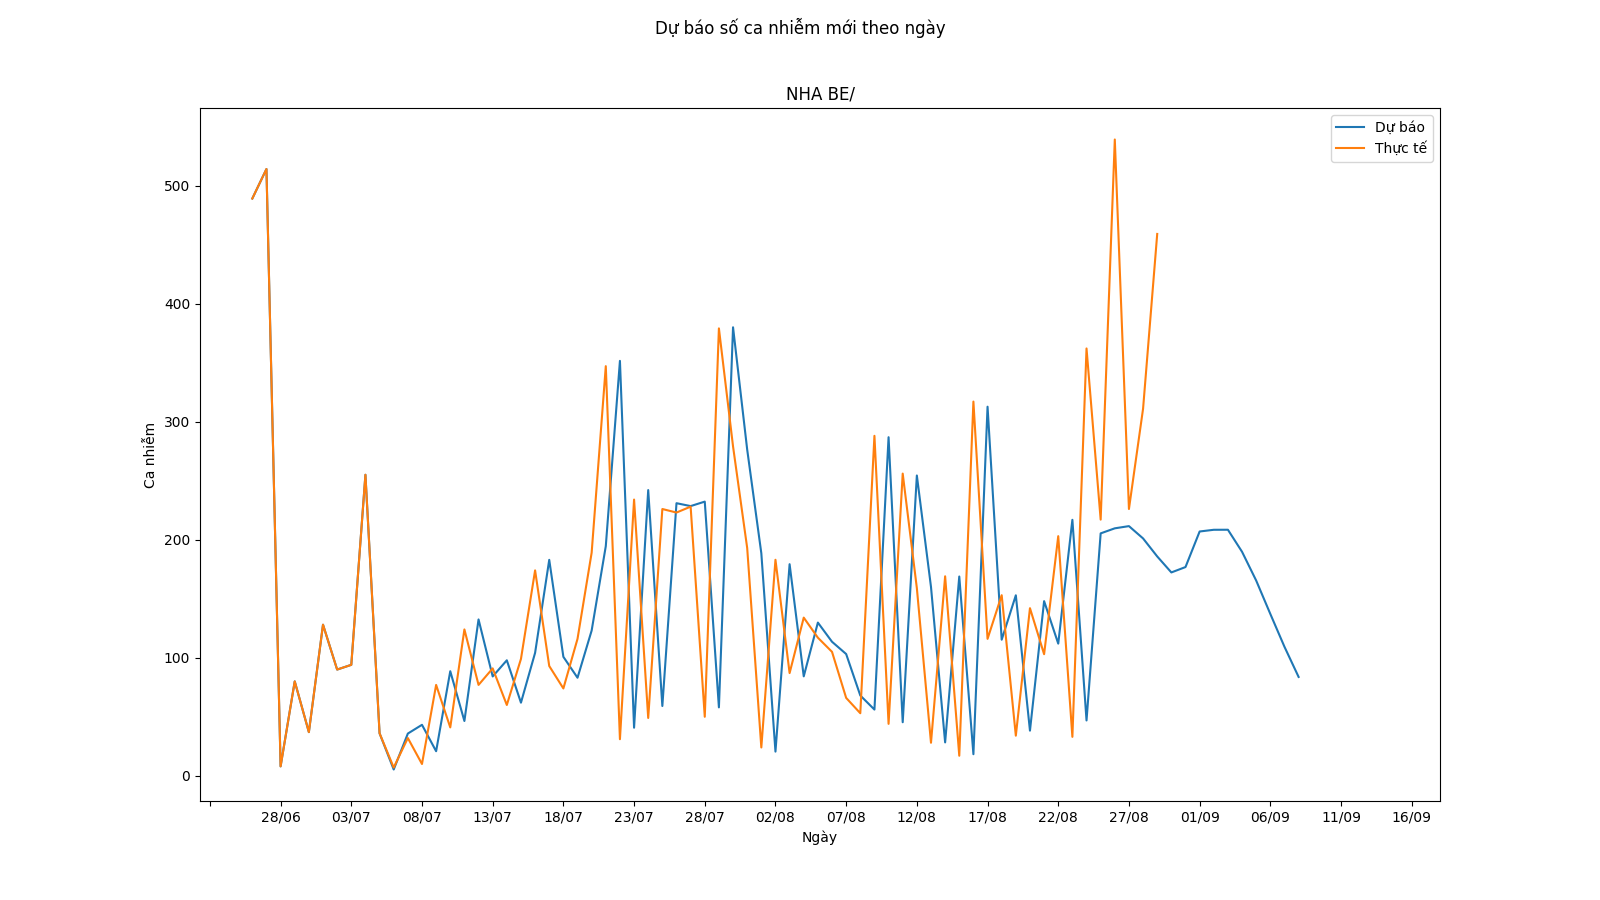 Dự báo số ca nhiễm mới theo ngày
NHA BE/
Dự báo
Thực tế
500
400
300
200
100
0
Ca nhiễm
28/06 03/07 08/07 13/07 18/07 23/07 28/07 02/08 07/08 12/08 17/08 22/08 27/08 01/09 06/09 11/09 16/09
Ngày